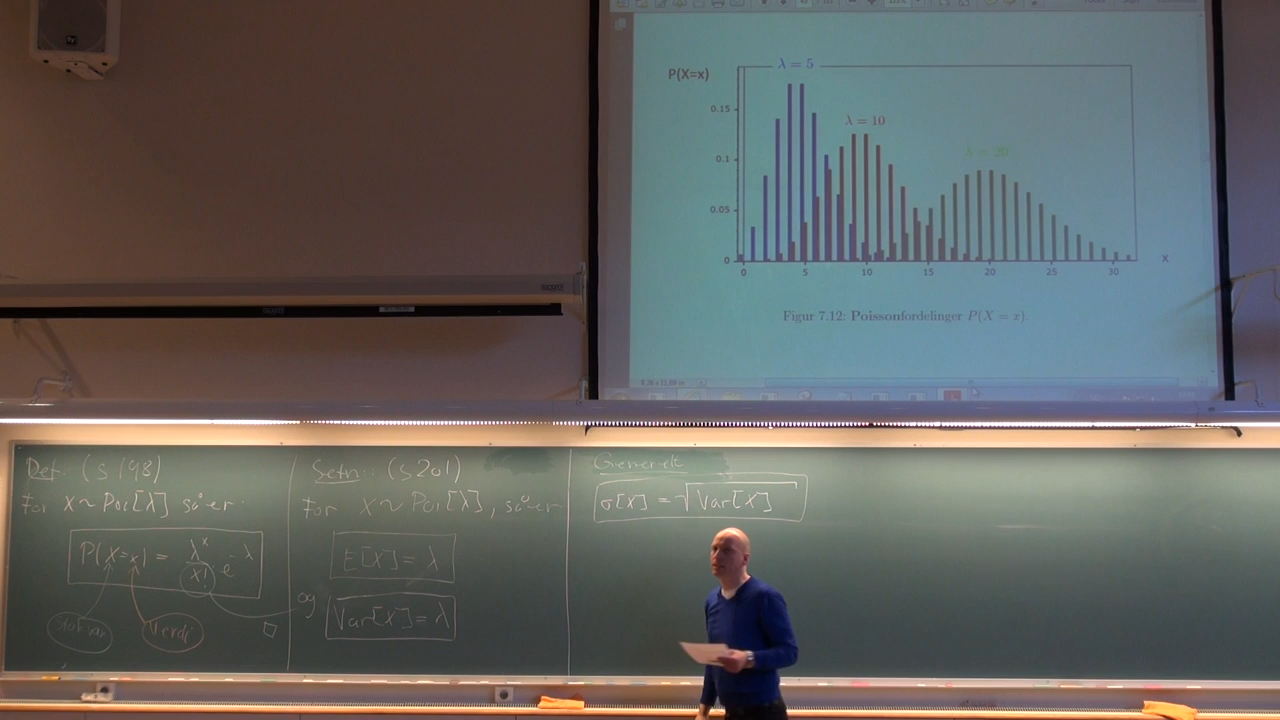 λ = 5
P(X=x)
λ = 10
λ = 20
0.15
0.1
0.05
0
x
0 5 10 15 20 25 30
Figur 7.12: Poissonfordelinger P(X = x).
Def: (s 198)
For X ~ Poi[λ] så er:
P(X=x) = λ^x / x! · e^-λ
Verdi
Setn: (s 201)
For X ~ Poi[λ], så er
E[X] = λ
og
Var[X] = λ
Generelt
σ[X] = √Var[X]